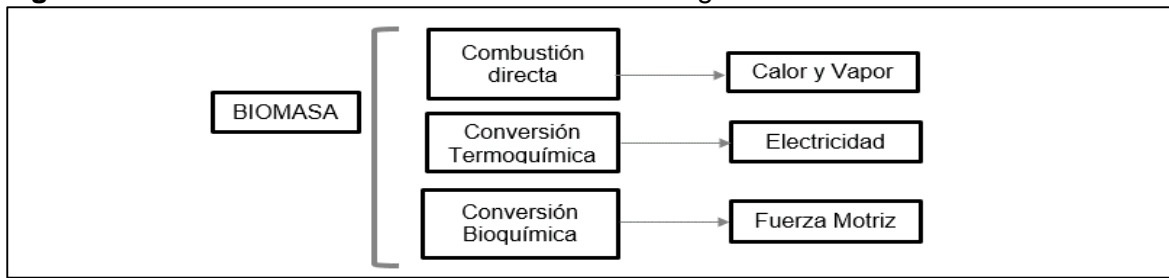 BIOMASA
Combustión
directa
Calor y Vapor
Conversión
Termoquímica
Electricidad
Conversión
Bioquímica
Fuerza Motriz